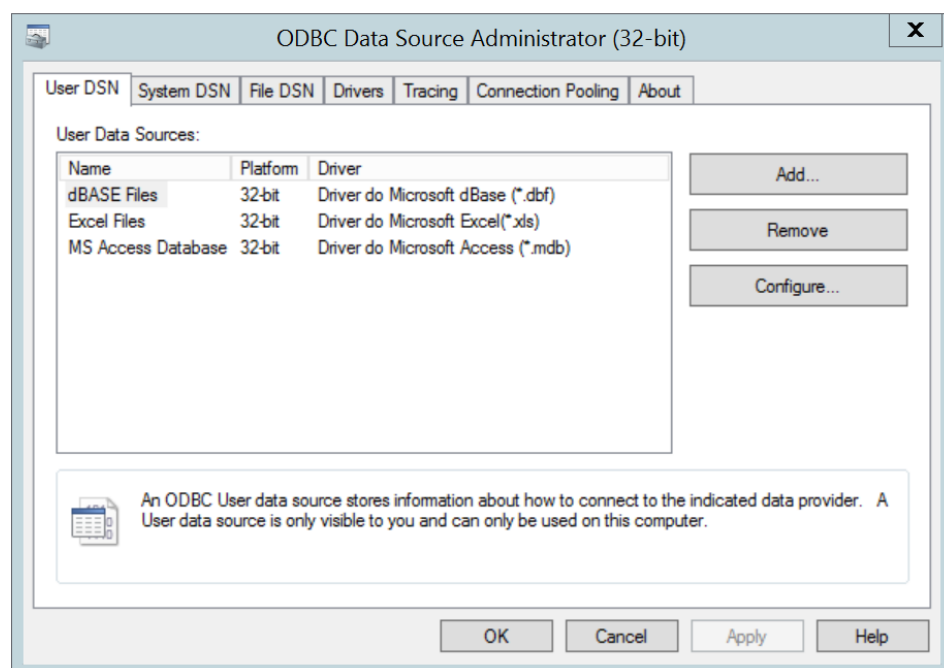 ODBC Data Source Administrator (32-bit)
X
User DSN System DSN File DSN Drivers Tracing Connection Pooling About
User Data Sources:
Name Platform Driver
dBASE Files 32-bit Driver do Microsoft dBase (*.dbf)
Excel Files 32-bit Driver do Microsoft Excel(*.xls)
MS Access Database 32-bit Driver do Microsoft Access (*.mdb)
Add...
Remove
Configure...
An ODBC User data source stores information about how to connect to the indicated data provider. A
User data source is only visible to you and can only be used on this computer.
OK Cancel Apply Help